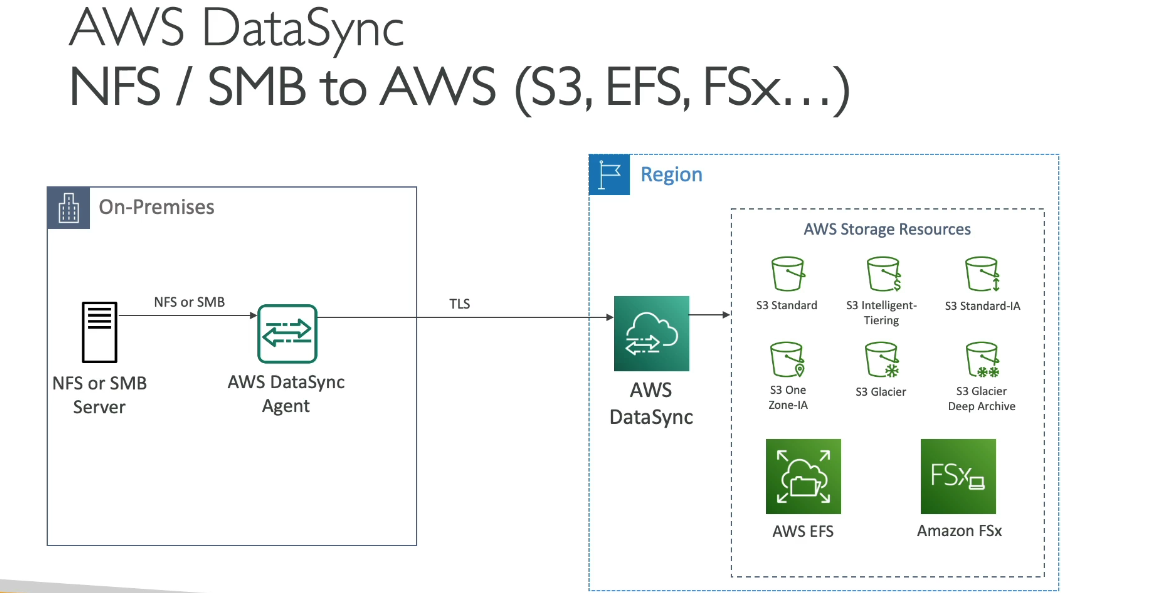 AWS DataSync
NFS / SMB to AWS (S3, EFS, FSx…)
On-Premises
NFS or SMB
NFS or SMB
Server
AWS DataSync
Agent
TLS
Region
AWS
DataSync
AWS Storage Resources
S3 Standard
S3 Intelligent-
Tiering
S3 Standard-IA
S3 One
Zone-IA
S3 Glacier
S3 Glacier
Deep Archive
AWS EFS
FSx
Amazon FSx